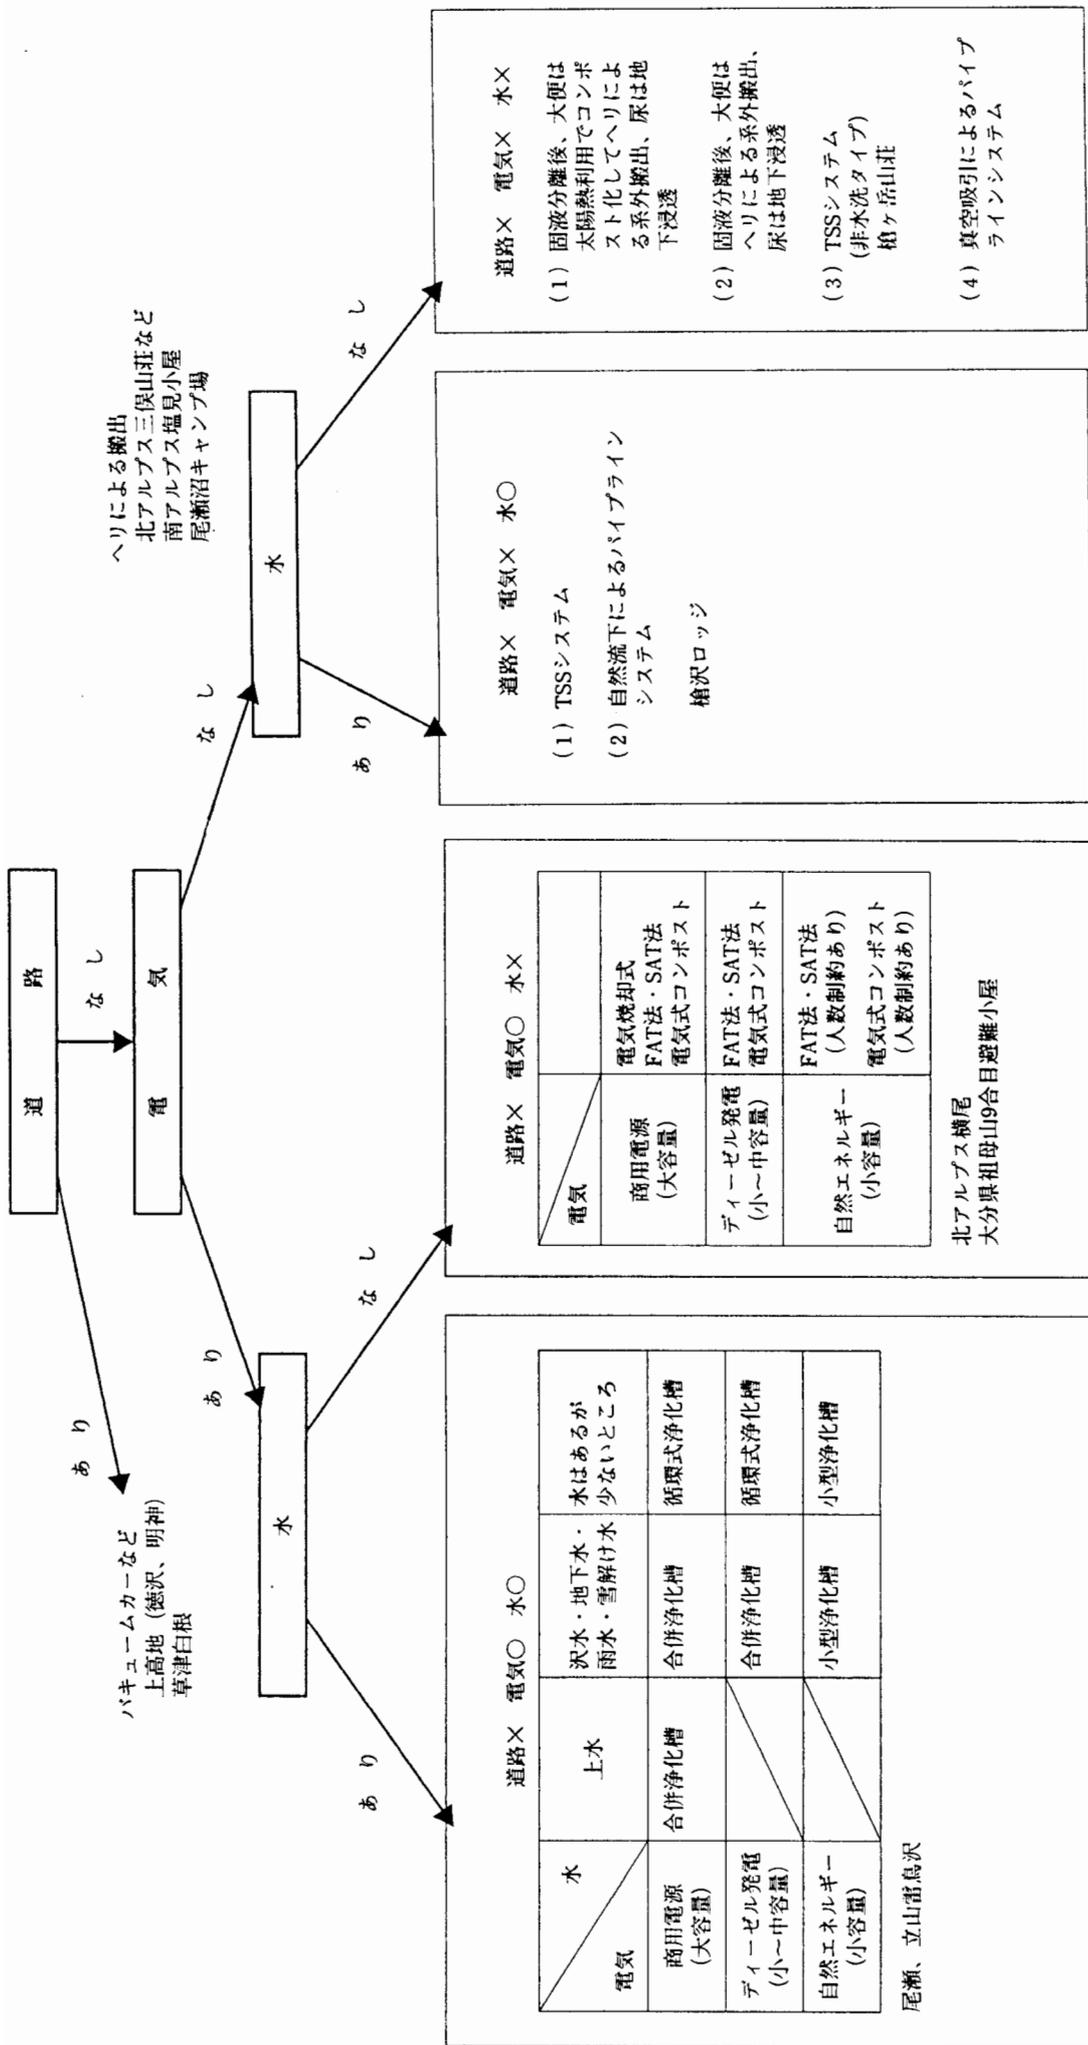 道路
あり
なし
バキュームカーなど
上高地（徳沢、明神）
草津白根
電気
あり
なし
ヘリによる搬出
北アルプス三俣山荘など
南アルプス塩見小屋
尾瀬沼キャンプ場
水
あり
なし
水
あり
なし
道路× 電気○ 水○
水
電気
上水
沢水・地下水・
雨水・雪解け水
水はあるが
少ないところ
商用電源
(大容量)
合併浄化槽
合併浄化槽
循環式浄化槽
ディーゼル発電
(小〜中容量)
合併浄化槽
循環式浄化槽
自然エネルギー
(小容量)
小型浄化槽
小型浄化槽
尾瀬、立山雷鳥沢
道路× 電気○ 水×
電気
商用電源
(大容量)
電気焼却式
FAT法・SAT法
電気式コンポスト
ディーゼル発電
(小〜中容量)
FAT法・SAT法
電気式コンポスト
自然エネルギー
(小容量)
FAT法・SAT法
(人数制約あり)
電気式コンポスト
(人数制約あり)
北アルプス横尾
大分県祖母山9合目避難小屋
道路× 電気× 水○
(1) TSSシステム
(2) 自然流下によるパイプライン
システム
槍沢ロッジ
道路× 電気× 水×
(1) 固液分離後、大便は
太陽熱利用でコンポ
スト化してヘリによ
る系外搬出、尿は地
下浸透
(2) 固液分離後、大便は
ヘリによる系外搬出、
尿は地下浸透
(3) TSSシステム
(非水洗タイプ)
槍ヶ岳山荘
(4) 真空吸引によるパイプ
ラインシステム